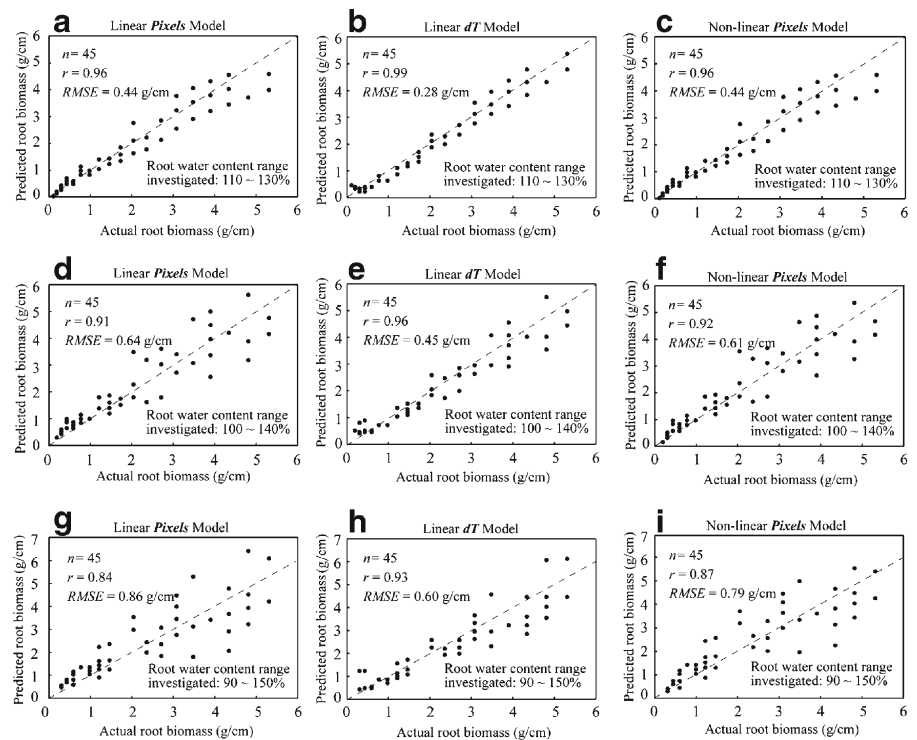 a Linear Pixels Model
6
5
4
3
2
1
0
Predicted root biomass (g/cm)
n= 45
r = 0.96
RMSE = 0.44 g/cm
Root water content range
investigated: 110 ~ 130%
0 1 2 3 4 5 6
Actual root biomass (g/cm)
b Linear dT Model
6
5
4
3
2
1
0
Predicted root biomass (g/cm)
n= 45
r = 0.99
RMSE = 0.28 g/cm
Root water content range
investigated: 110 ~ 130%
0 1 2 3 4 5 6
Actual root biomass (g/cm)
c Non-linear Pixels Model
6
5
4
3
2
1
0
Predicted root biomass (g/cm)
n= 45
r = 0.96
RMSE = 0.44 g/cm
Root water content range
investigated: 110 ~ 130%
0 1 2 3 4 5 6
Actual root biomass (g/cm)
d Linear Pixels Model
6
5
4
3
2
1
0
Predicted root biomass (g/cm)
n= 45
r = 0.91
RMSE = 0.64 g/cm
Root water content range
investigated: 100 ~ 140%
0 1 2 3 4 5 6
Actual root biomass (g/cm)
e Linear dT Model
6
5
4
3
2
1
0
Predicted root biomass (g/cm)
n= 45
r = 0.96
RMSE = 0.45 g/cm
Root water content range
investigated: 100 ~ 140%
0 1 2 3 4 5 6
Actual root biomass (g/cm)
f Non-linear Pixels Model
6
5
4
3
2
1
0
Predicted root biomass (g/cm)
n= 45
r = 0.92
RMSE = 0.61 g/cm
Root water content range
investigated: 100 ~ 140%
0 1 2 3 4 5 6
Actual root biomass (g/cm)
g Linear Pixels Model
7
6
5
4
3
2
1
0
Predicted root biomass (g/cm)
n= 45
r = 0.84
RMSE = 0.86 g/cm
Root water content range
investigated: 90 ~ 150%
0 1 2 3 4 5 6
Actual root biomass (g/cm)
h Linear dT Model
7
6
5
4
3
2
1
0
Predicted root biomass (g/cm)
n= 45
r = 0.93
RMSE = 0.60 g/cm
Root water content range
investigated: 90 ~ 150%
0 1 2 3 4 5 6
Actual root biomass (g/cm)
i Non-linear Pixels Model
7
6
5
4
3
2
1
0
Predicted root biomass (g/cm)
n= 45
r = 0.87
RMSE = 0.79 g/cm
Root water content range
investigated: 90 ~ 150%
0 1 2 3 4 5 6
Actual root biomass (g/cm)